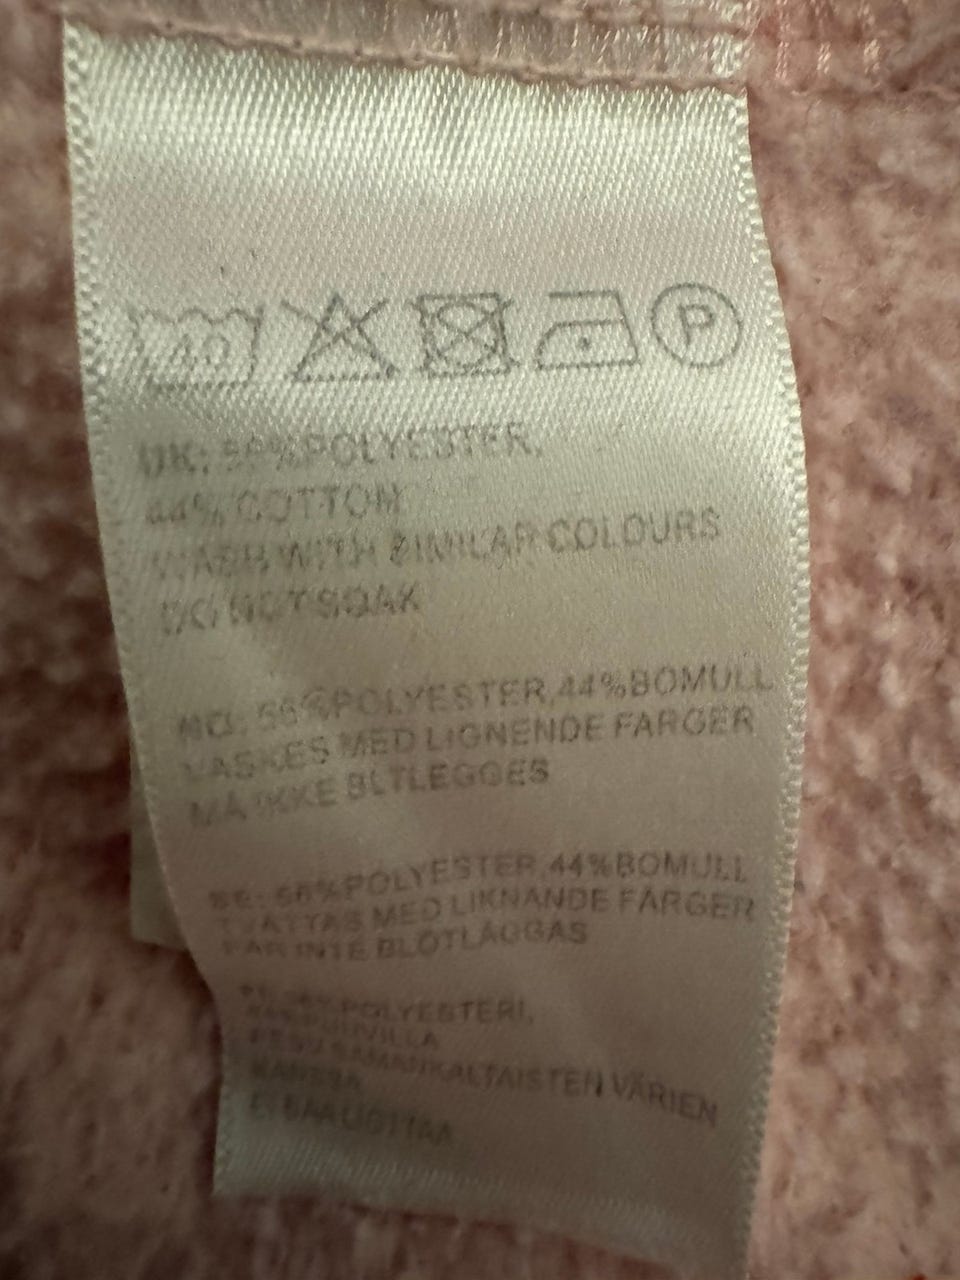 40 P
UK: 56%POLYESTER,
44%COTTON
WASH WITH SIMILAR COLOURS
DO NOT SOAK
NO: 56%POLYESTER,44%BOMULL
VASKES MED LIGNENDE FARGER
MÅ IKKE BLTLEGGES
SE: 56%POLYESTER,44%BOMULL
TVÄTTAS MED LIKNANDE FÄRGER
FÅR INTE BLÖTLÄGGAS
FI: 56%POLYESTERI,
44%PUUVILLA
PESU SAMANKALTAISTEN VÄRIEN
KANSSA
EI SAA LIOTTAA